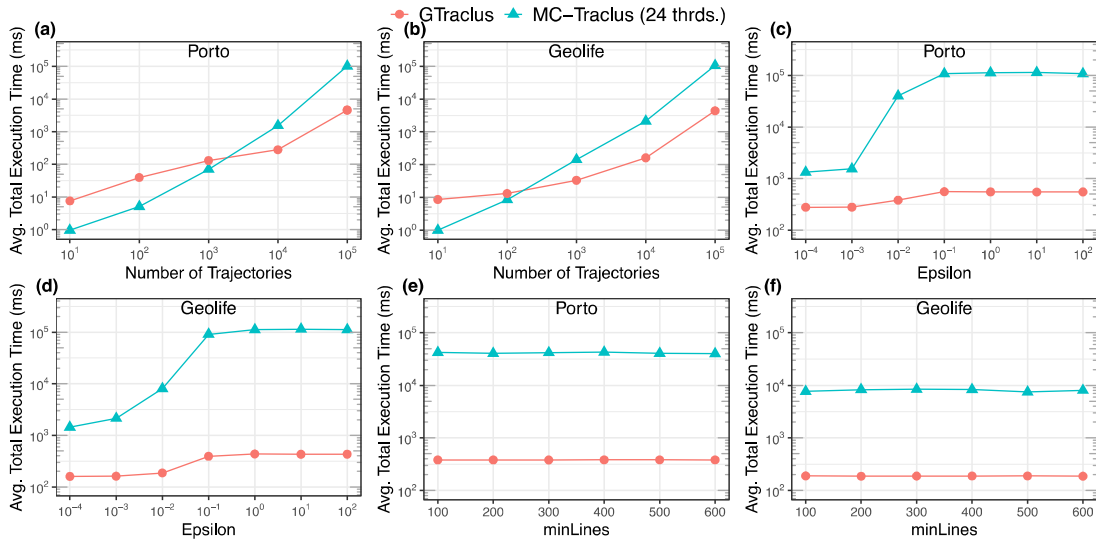 GTraclus MC−Traclus (24 thrds.)
(a)
Porto
Avg. Total Execution Time (ms)
10^5
10^4
10^3
10^2
10^1
10^0
10^1 10^2 10^3 10^4 10^5
Number of Trajectories
(b)
Geolife
Avg. Total Execution Time (ms)
10^5
10^4
10^3
10^2
10^1
10^0
10^1 10^2 10^3 10^4 10^5
Number of Trajectories
(c)
Porto
Avg. Total Execution Time (ms)
10^5
10^4
10^3
10^2
10^−4 10^−3 10^−2 10^−1 10^0 10^1 10^2
Epsilon
(d)
Geolife
Avg. Total Execution Time (ms)
10^5
10^4
10^3
10^2
10^−4 10^−3 10^−2 10^−1 10^0 10^1 10^2
Epsilon
(e)
Porto
Avg. Total Execution Time (ms)
10^5
10^4
10^3
10^2
100 200 300 400 500 600
minLines
(f)
Geolife
Avg. Total Execution Time (ms)
10^5
10^4
10^3
10^2
100 200 300 400 500 600
minLines